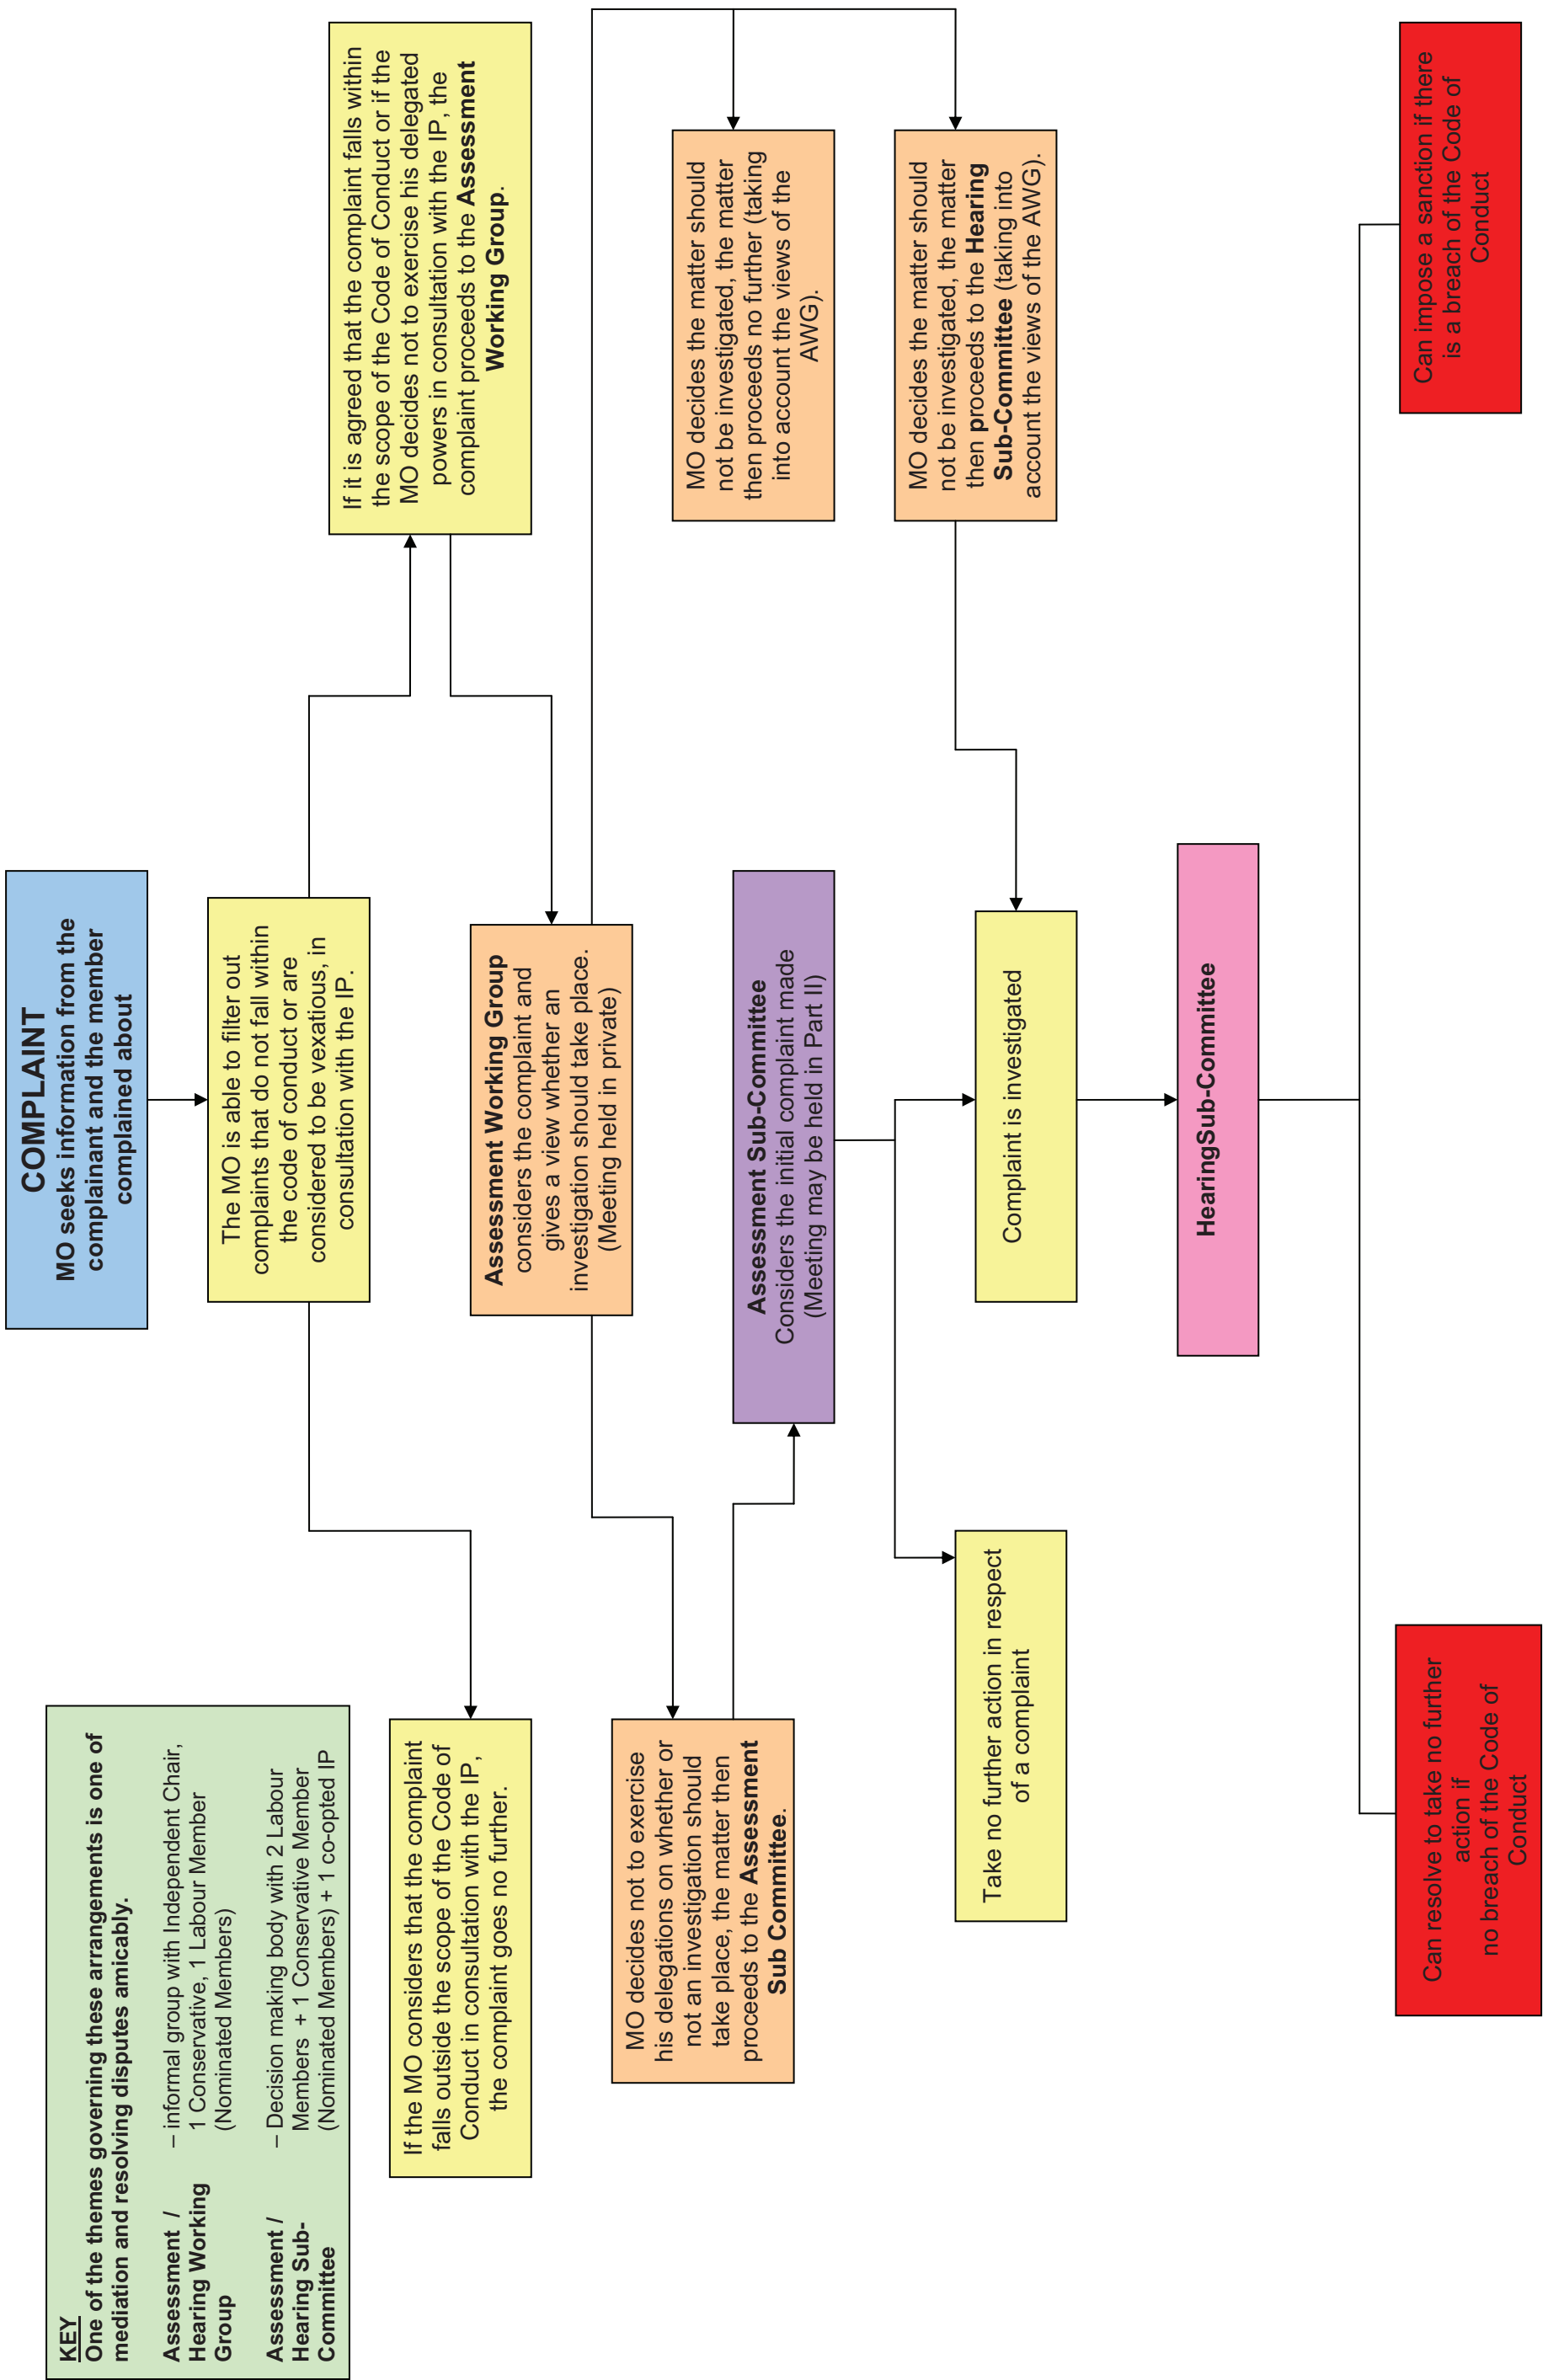 KEY
One of the themes governing these arrangements is one of
mediation and resolving disputes amicably.
Assessment /
Hearing Working
Group
– informal group with Independent Chair,
1 Conservative, 1 Labour Member
(Nominated Members)
Assessment /
Hearing Sub-
Committee
– Decision making body with 2 Labour
Members + 1 Conservative Member
(Nominated Members) + 1 co-opted IP
COMPLAINT
MO seeks information from the
complainant and the member
complained about
The MO is able to filter out
complaints that do not fall within
the code of conduct or are
considered to be vexatious, in
consultation with the IP.
If the MO considers that the complaint
falls outside the scope of the Code of
Conduct in consultation with the IP,
the complaint goes no further.
If it is agreed that the complaint falls within
the scope of the Code of Conduct or if the
MO decides not to exercise his delegated
powers in consultation with the IP, the
complaint proceeds to the Assessment
Working Group.
Assessment Working Group
considers the complaint and
gives a view whether an
investigation should take place.
(Meeting held in private)
MO decides not to exercise
his delegations on whether or
not an investigation should
take place, the matter then
proceeds to the Assessment
Sub Committee.
MO decides the matter should
not be investigated, the matter
then proceeds no further (taking
into account the views of the
AWG).
Assessment Sub-Committee
Considers the initial complaint made
(Meeting may be held in Part II)
MO decides the matter should
not be investigated, the matter
then proceeds to the Hearing
Sub-Committee (taking into
account the views of the AWG).
Take no further action in respect
of a complaint
Complaint is investigated
HearingSub-Committee
Can resolve to take no further
action if
no breach of the Code of
Conduct
Can impose a sanction if there
is a breach of the Code of
Conduct